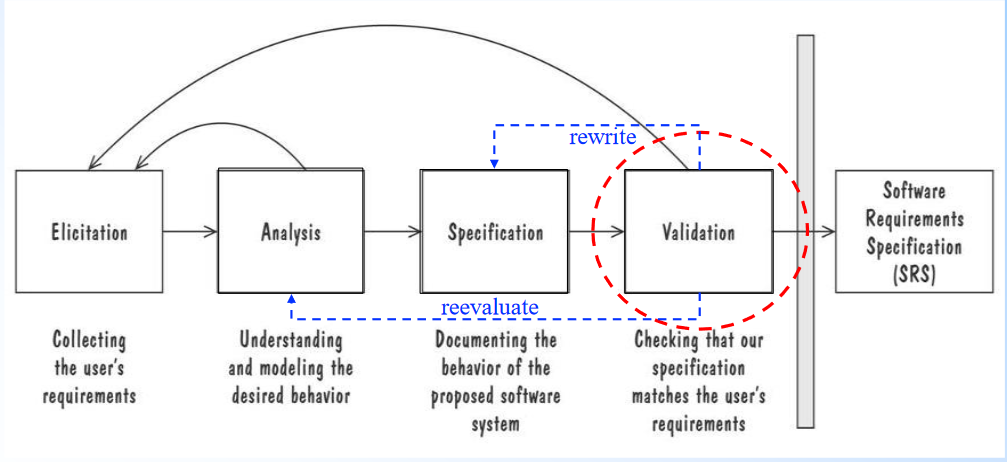 rewrite
Elicitation
Analysis
Specification
Validation
Software
Requirements
Specification
(SRS)
reevaluate
Collecting
the user's
requirements
Understanding
and modeling the
desired behavior
Documenting the
behavior of the
proposed software
system
Checking that our
specification
matches the user's
requirements